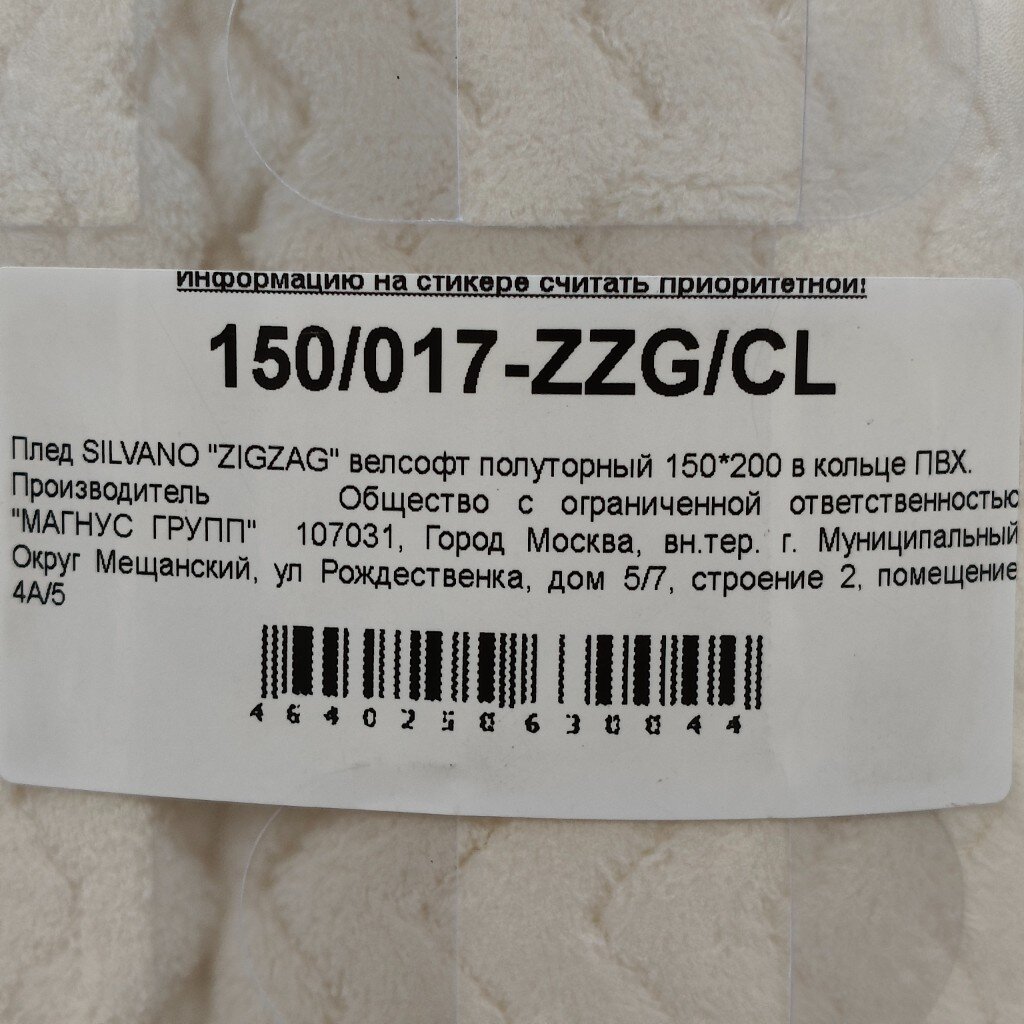 Информацию на стикере считать приоритетной!
150/017-ZZG/CL
Плед SILVANO "ZIGZAG" велсофт полуторный 150*200 в кольце ПВХ.
Производитель Общество с ограниченной ответственностью
"МАГНУС ГРУПП" 107031, Город Москва, вн.тер. г. Муниципальный
Округ Мещанский, ул Рождественка, дом 5/7, строение 2, помещение
4А/5
4640258638844